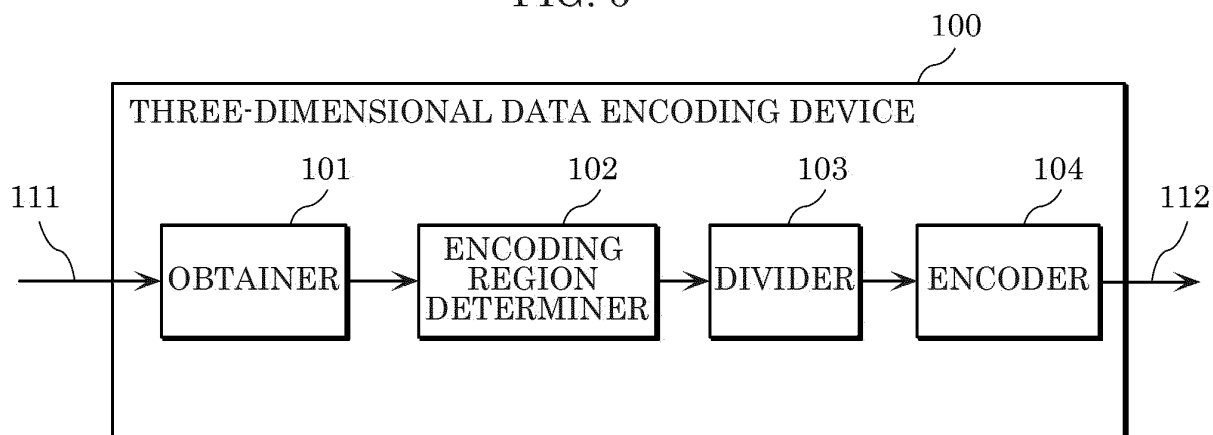 100
THREE-DIMENSIONAL DATA ENCODING DEVICE
101
102
103
104
111
112
OBTAINER
ENCODING
REGION
DETERMINER
DIVIDER
ENCODER